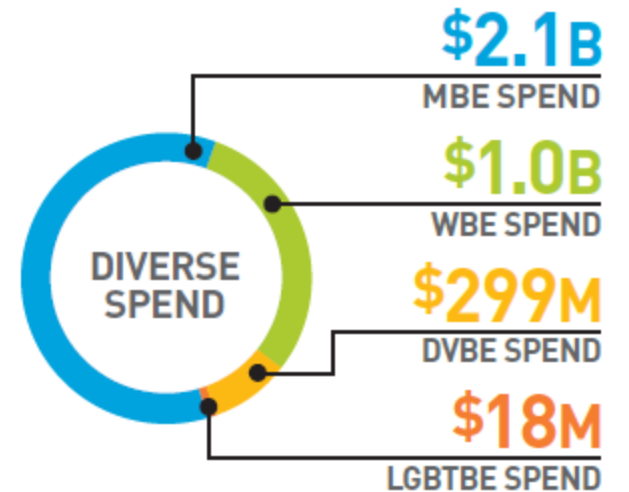 $2.1B
MBE SPEND
$1.0B
WBE SPEND
DIVERSE
SPEND
$299M
DVBE SPEND
$18M
LGBTBE SPEND